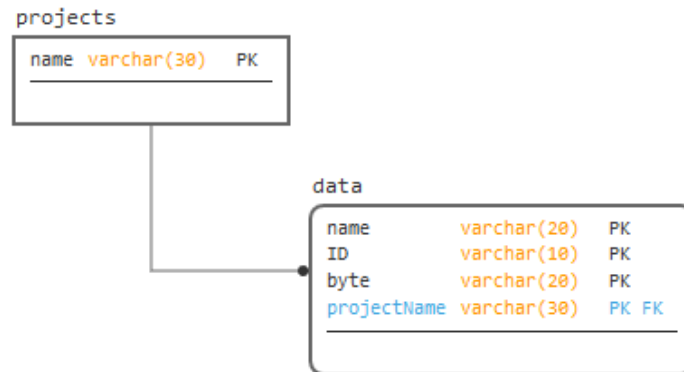 projects
name varchar(30) PK
data
name varchar(20) PK
ID varchar(10) PK
byte varchar(20) PK
projectName varchar(30) PK FK